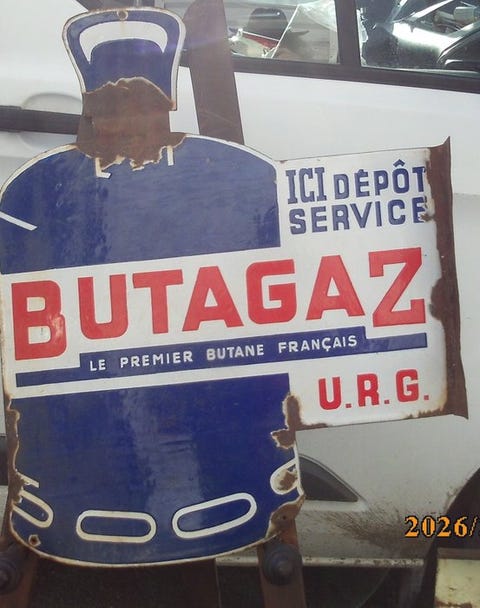 ICI DÉPÔT
SERVICE
BUTAGAZ
LE PREMIER BUTANE FRANÇAIS
U.R.G.
2026/